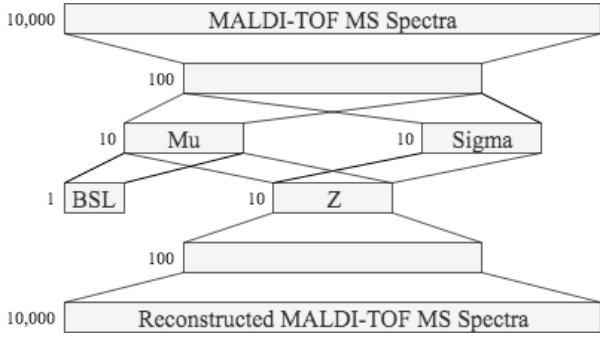 10,000 MALDI-TOF MS Spectra
100
10 Mu 10 Sigma
1 BSL 10 Z
100
10,000 Reconstructed MALDI-TOF MS Spectra